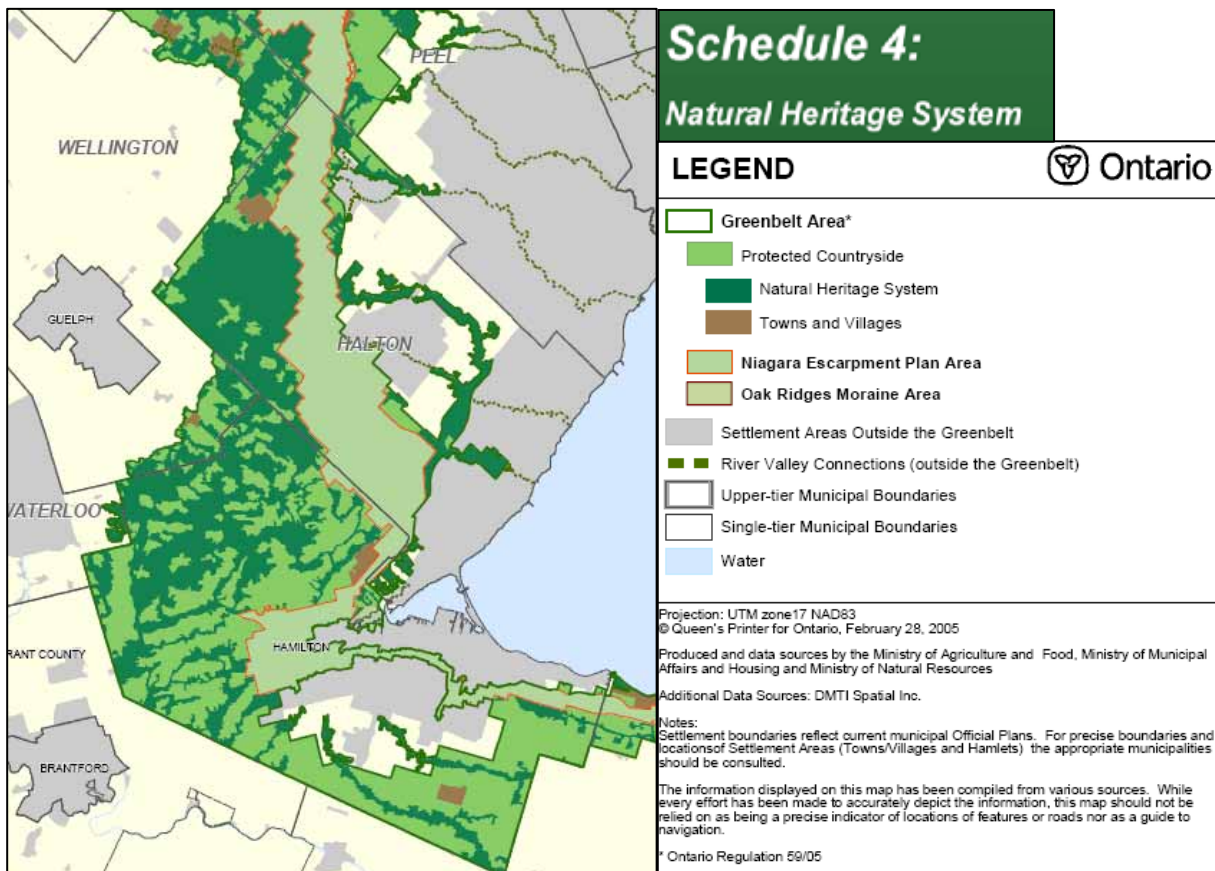 PEEL
WELLINGTON
GUELPH
HALTON
WATERLOO
HAMILTON
RANT COUNTY
BRANTFORD
Schedule 4:
Natural Heritage System
LEGEND
Ontario
Greenbelt Area*
Protected Countryside
Natural Heritage System
Towns and Villages
Niagara Escarpment Plan Area
Oak Ridges Moraine Area
Settlement Areas Outside the Greenbelt
River Valley Connections (outside the Greenbelt)
Upper-tier Municipal Boundaries
Single-tier Municipal Boundaries
Water
Projection: UTM zone17 NAD83
© Queen's Printer for Ontario, February 28, 2005
Produced and data sources by the Ministry of Agriculture and Food, Ministry of Municipal
Affairs and Housing and Ministry of Natural Resources
Additional Data Sources: DMTI Spatial Inc.
Notes:
Settlement boundaries reflect current municipal Official Plans. For precise boundaries and
locationsof Settlement Areas (Towns/Villages and Hamlets) the appropriate municipalities
should be consulted.
The information displayed on this map has been compiled from various sources. While
every effort has been made to accurately depict the information, this map should not be
relied on as being a precise indicator of locations of features or roads nor as a guide to
navigation.
* Ontario Regulation 59/05